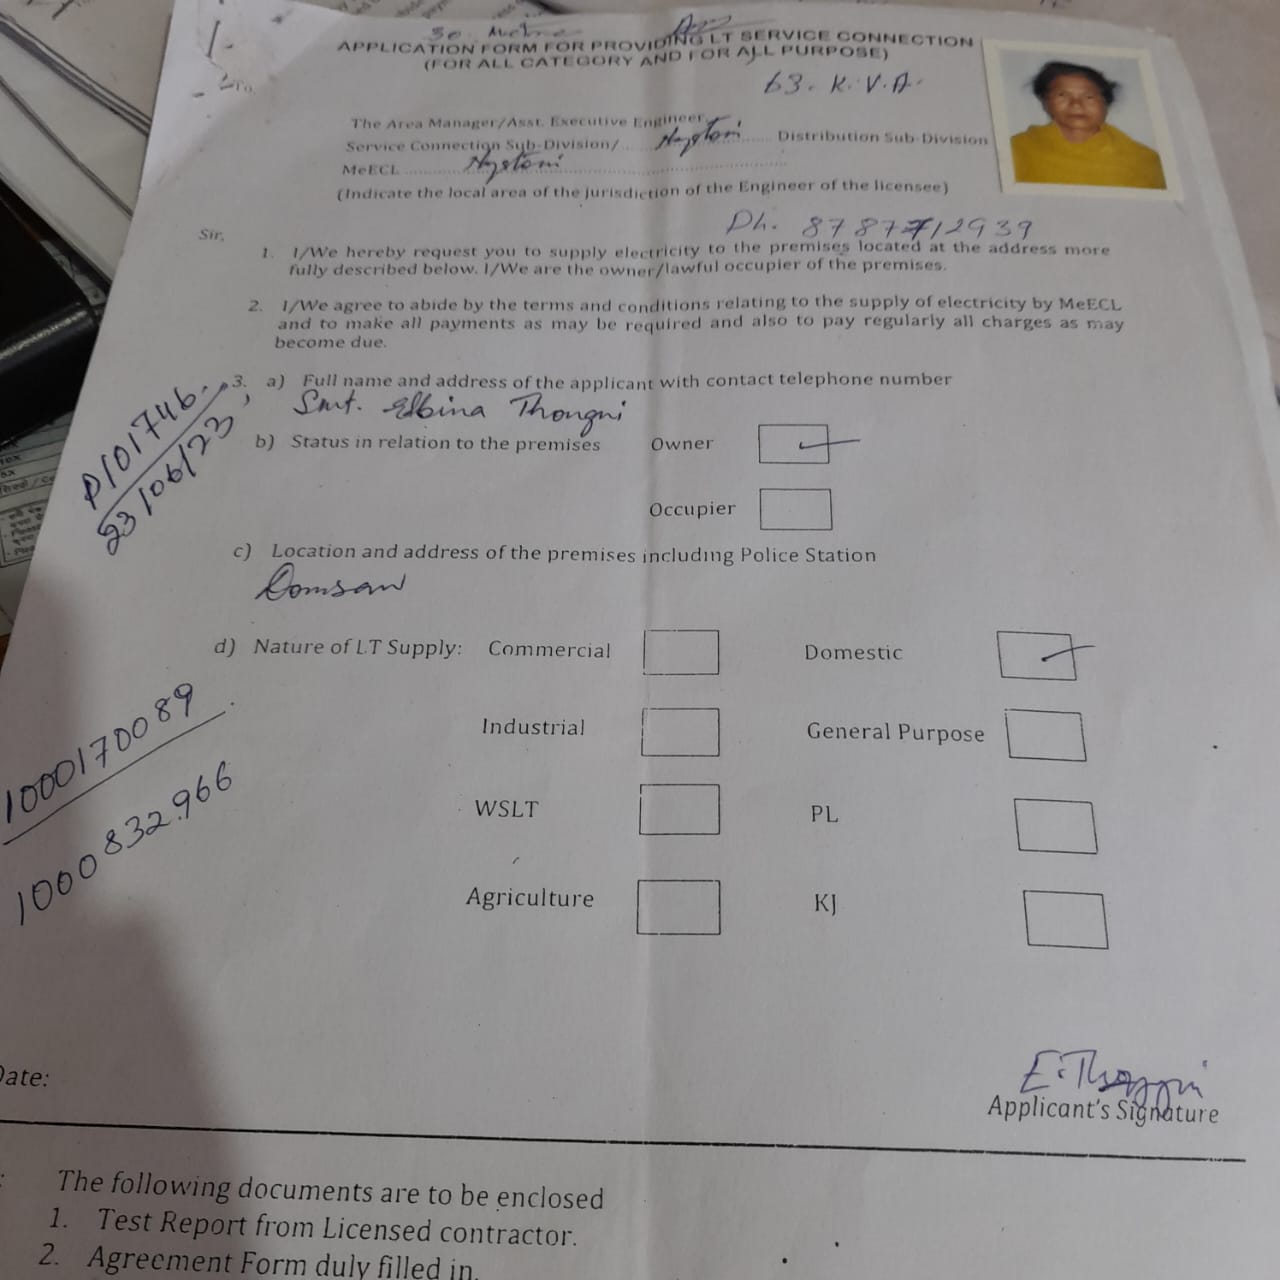 30. Metre
APPLICATION FORM FOR PROVIDING LT SERVICE CONNECTION
(FOR ALL CATEGORY AND FOR ALL PURPOSE)
63. K.V.A.
To,
The Area Manager/Asst. Executive Engineer
Service Connection Sub-Division/ ... Distribution Sub-Division
MeECL
(Indicate the local area of the jurisdiction of the Engineer of the licensee)
Ph. 8787712939
Sir,
1. I/We hereby request you to supply electricity to the premises located at the address more
fully described below. I/We are the owner/lawful occupier of the premises.
2. I/We agree to abide by the terms and conditions relating to the supply of electricity by MeECL
and to make all payments as may be required and also to pay regularly all charges as may
become due.
3. a) Full name and address of the applicant with contact telephone number
Smt. Elbina Thongni
b) Status in relation to the premises Owner
Occupier
P101746.
23/06/23
c) Location and address of the premises including Police Station
Domsaw
d) Nature of LT Supply: Commercial Domestic
Industrial General Purpose
WSLT PL
Agriculture KJ
1000170089
1000832966
Date:
E. Thongni
Applicant's Signature
The following documents are to be enclosed
1. Test Report from Licensed contractor.
2. Agreement Form duly filled in.